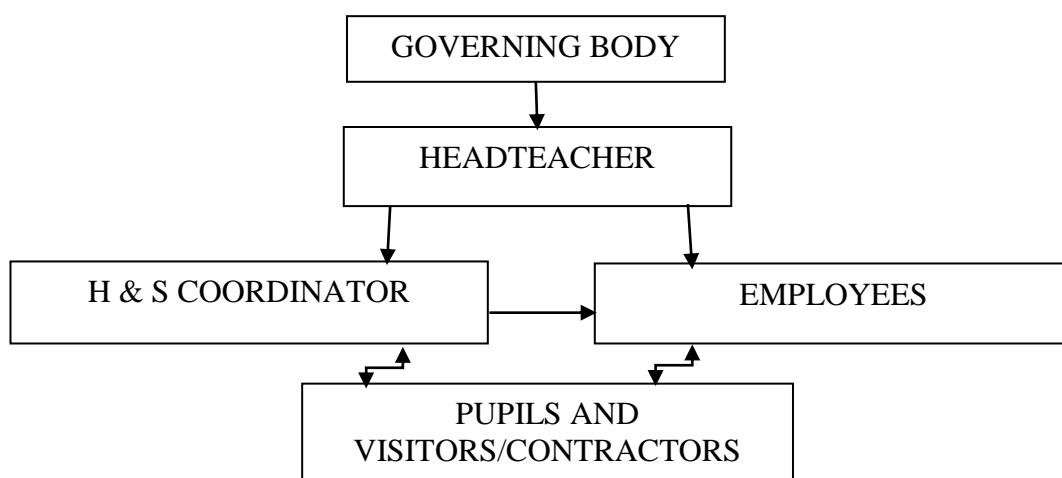 GOVERNING BODY
HEADTEACHER
H & S COORDINATOR
EMPLOYEES
PUPILS AND
VISITORS/CONTRACTORS